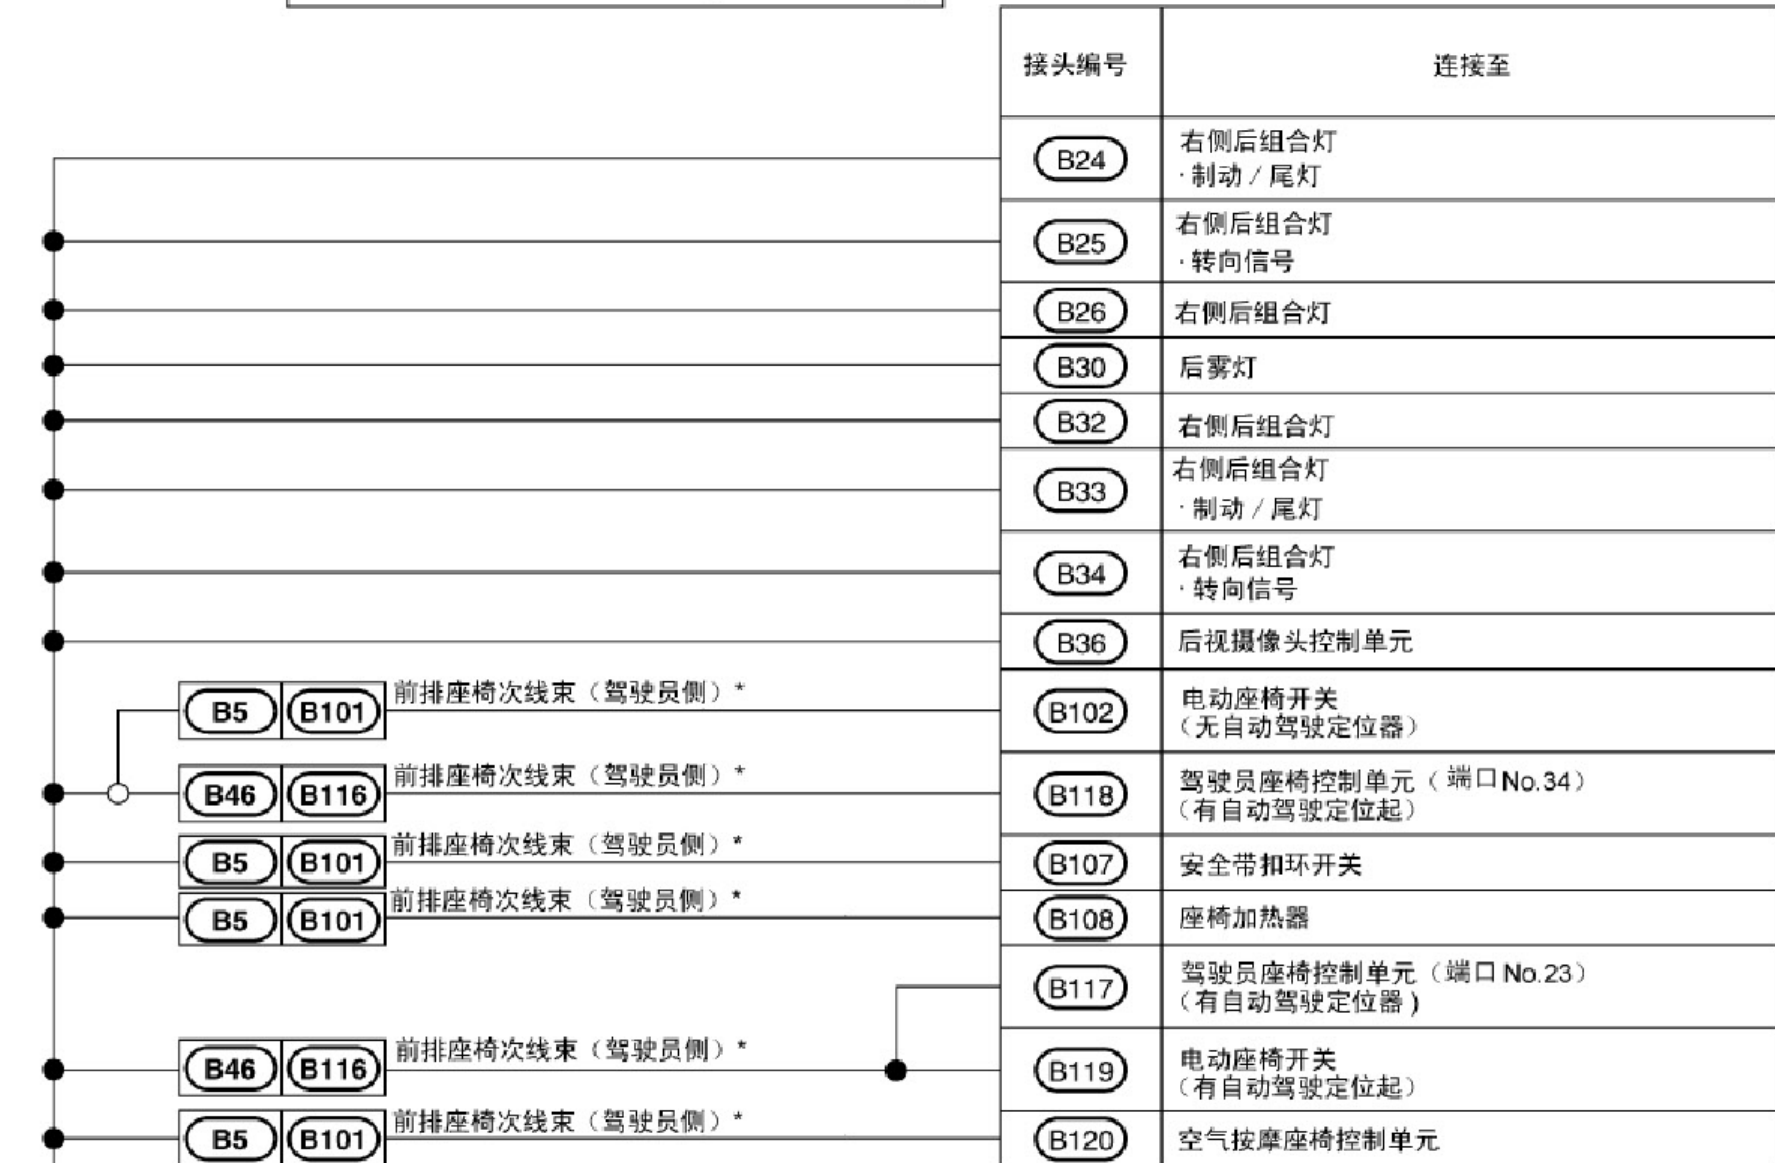 接头编号 连接至
B24 右侧后组合灯
·制动 / 尾灯
B25 右侧后组合灯
·转向信号
B26 右侧后组合灯
B30 后雾灯
B32 右侧后组合灯
B33 右侧后组合灯
·制动 / 尾灯
B34 右侧后组合灯
·转向信号
B36 后视摄像头控制单元
B5 B101 前排座椅次线束（驾驶员侧）* B102 电动座椅开关
（无自动驾驶定位器）
B46 B116 前排座椅次线束（驾驶员侧）* B118 驾驶员座椅控制单元（端口No.34）
（有自动驾驶定位起）
B5 B101 前排座椅次线束（驾驶员侧）* B107 安全带扣环开关
B5 B101 前排座椅次线束（驾驶员侧）* B108 座椅加热器
B117 驾驶员座椅控制单元（端口No.23）
（有自动驾驶定位器)
B46 B116 前排座椅次线束（驾驶员侧）* B119 电动座椅开关
（有自动驾驶定位起）
B5 B101 前排座椅次线束（驾驶员侧）* B120 空气按摩座椅控制单元